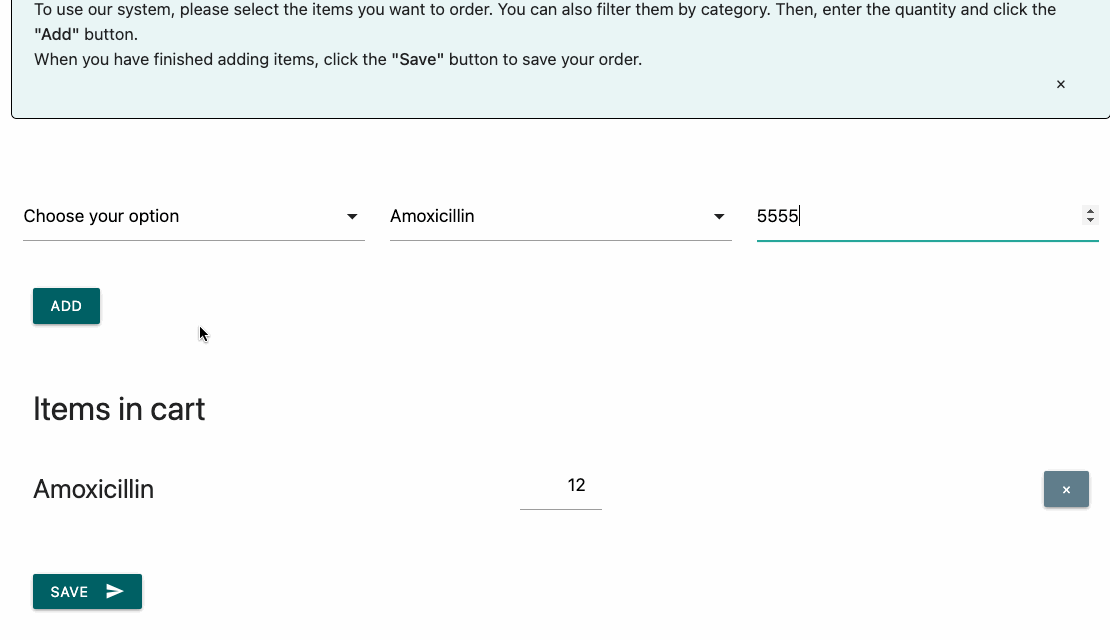 To use our system, please select the items you want to order. You can also filter them by category. Then, enter the quantity and click the
"Add" button.
When you have finished adding items, click the "Save" button to save your order.
×
Choose your option
Amoxicillin
5555
ADD
Items in cart
Amoxicillin
12
×
SAVE